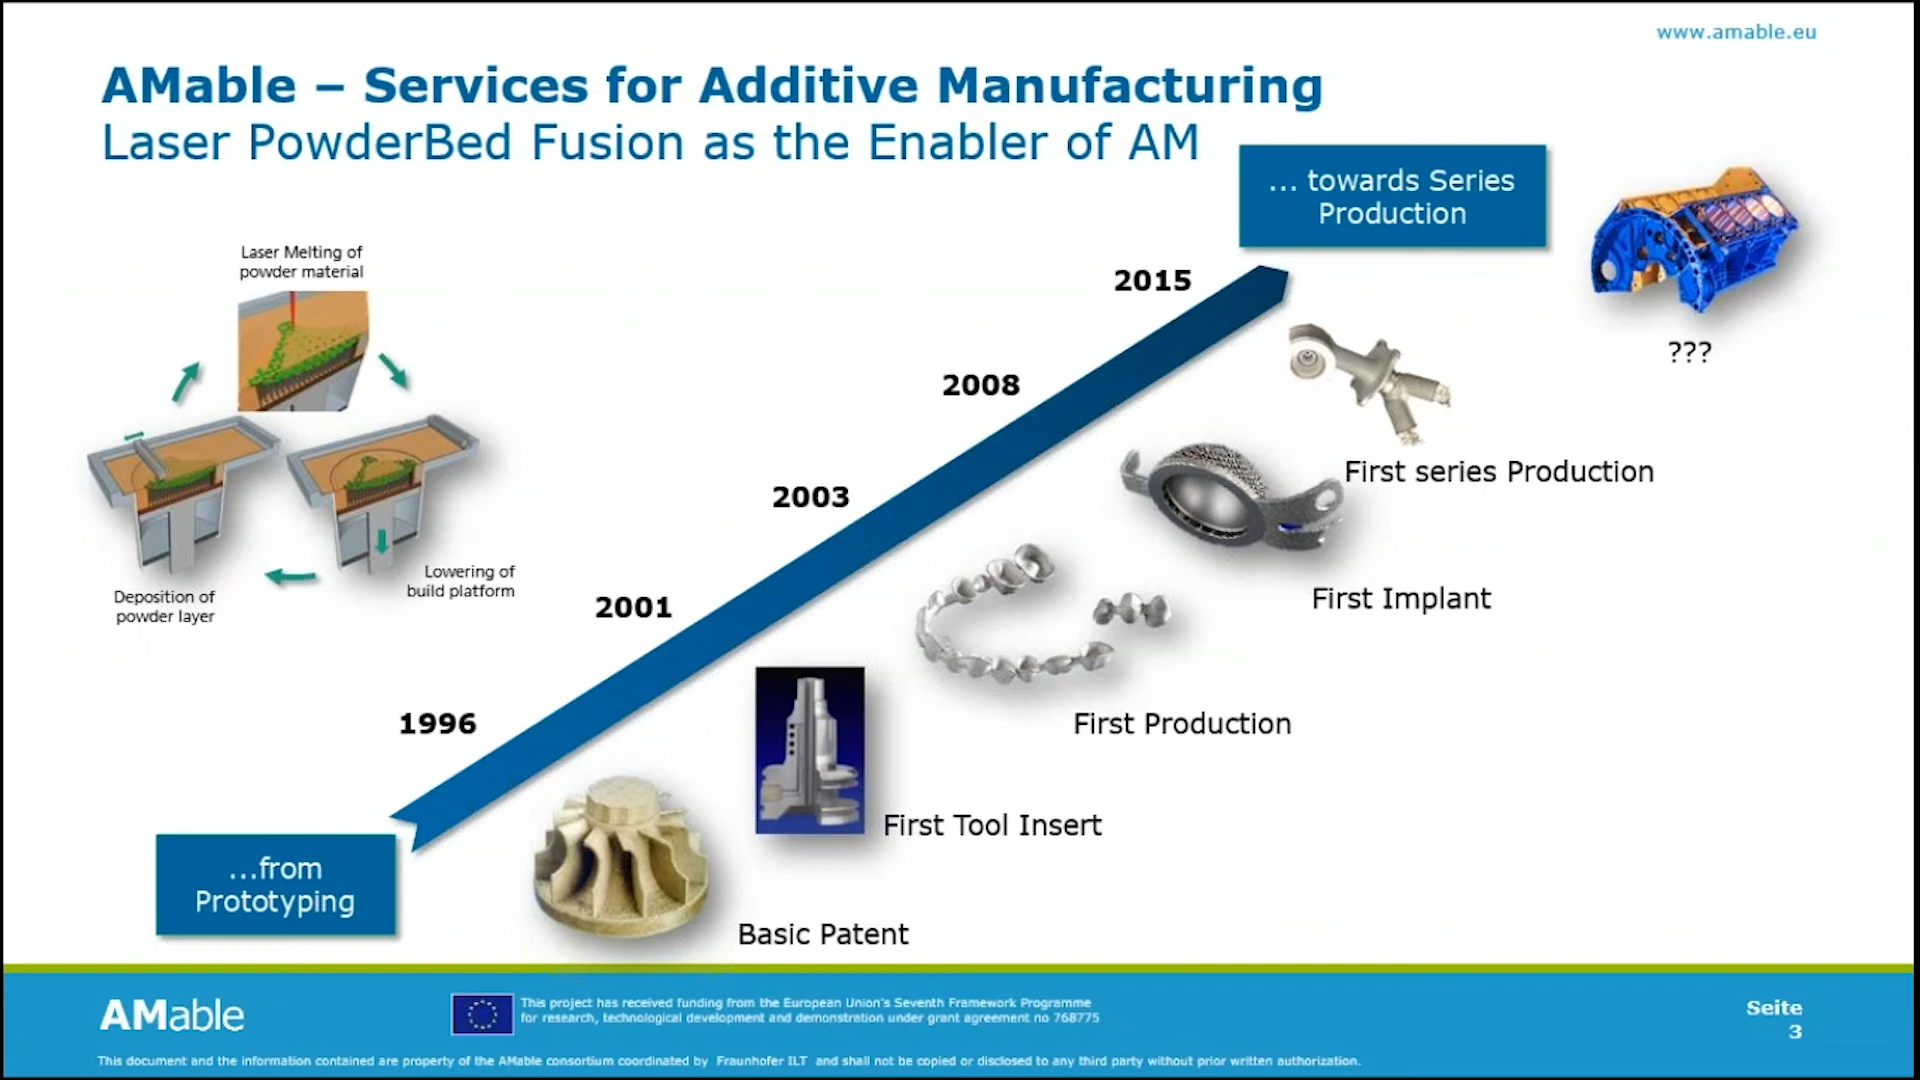 www.amable.eu
AMable – Services for Additive Manufacturing
Laser PowderBed Fusion as the Enabler of AM
... towards Series
Production
Laser Melting of
powder material
Deposition of
powder layer
Lowering of
build platform
1996
2001
2003
2008
2015
???
First series Production
First Implant
First Production
First Tool Insert
Basic Patent
...from
Prototyping
AMable
This project has received funding from the European Union's Seventh Framework Programme
for research, technological development and demonstration under grant agreement no 768775
Seite
3
This document and the information contained are property of the AMable consortium coordinated by Fraunhofer ILT and shall not be copied or disclosed to any third party without prior written authorization.